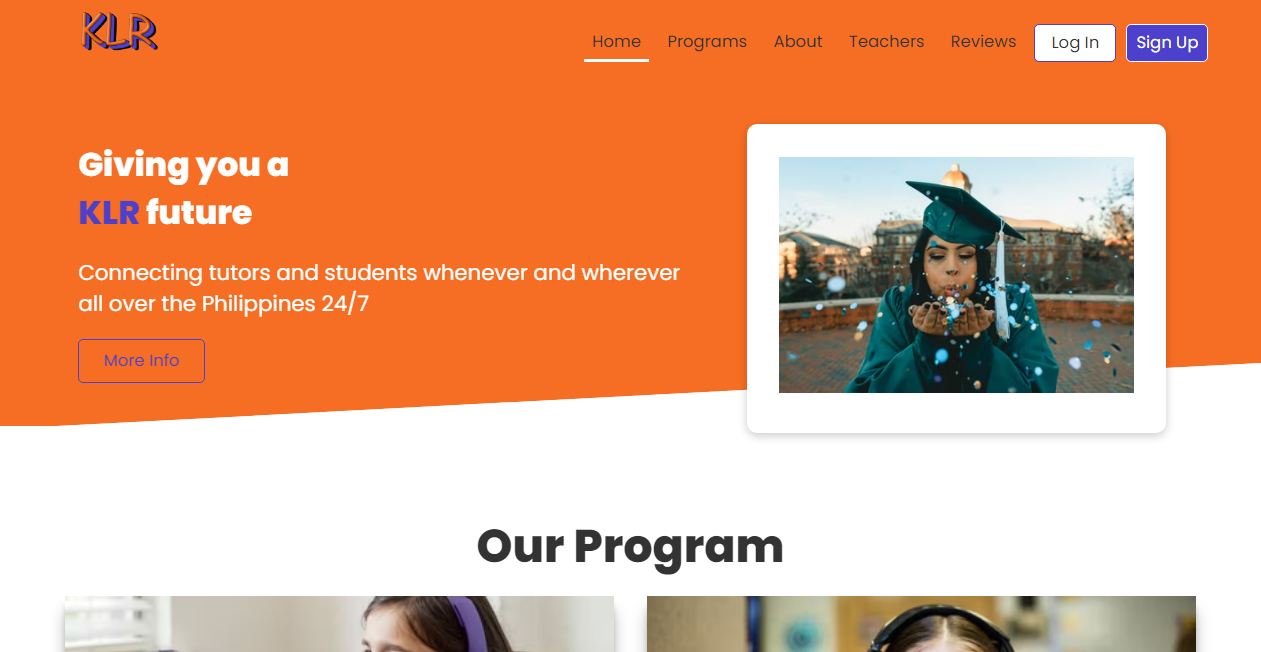 KLR
Home Programs About Teachers Reviews Log In Sign Up
Giving you a
KLR future
Connecting tutors and students whenever and wherever
all over the Philippines 24/7
More Info
Our Program